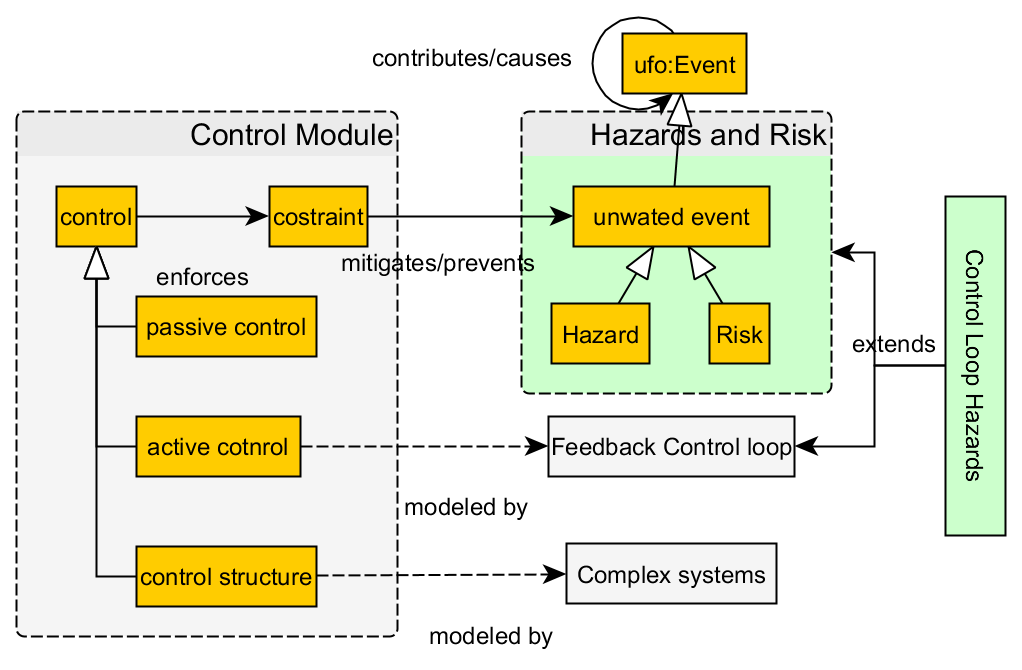 contributes/causes
ufo:Event
Control Module
Hazards and Risk
control
costraint
unwated event
mitigates/prevents
enforces
passive control
Hazard
Risk
extends
Control Loop Hazards
active cotnrol
Feedback Control loop
modeled by
control structure
Complex systems
modeled by